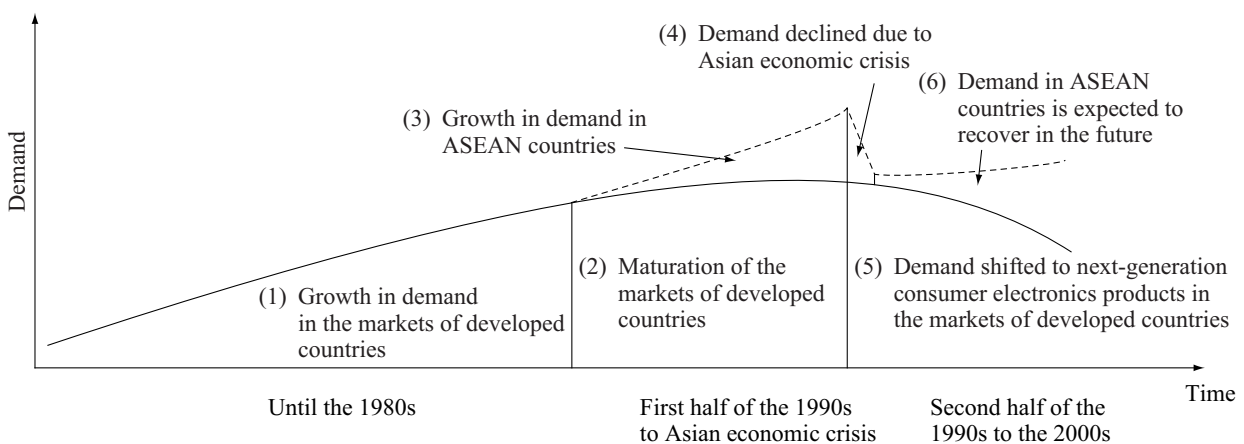 (4) Demand declined due to
Asian economic crisis
(6) Demand in ASEAN
countries is expected to
recover in the future
(3) Growth in demand in
ASEAN countries
Demand
(1) Growth in demand
in the markets of developed
countries
(2) Maturation of the
markets of developed
countries
(5) Demand shifted to next-generation
consumer electronics products in
the markets of developed countries
Time
Until the 1980s
First half of the 1990s
to Asian economic crisis
Second half of the
1990s to the 2000s